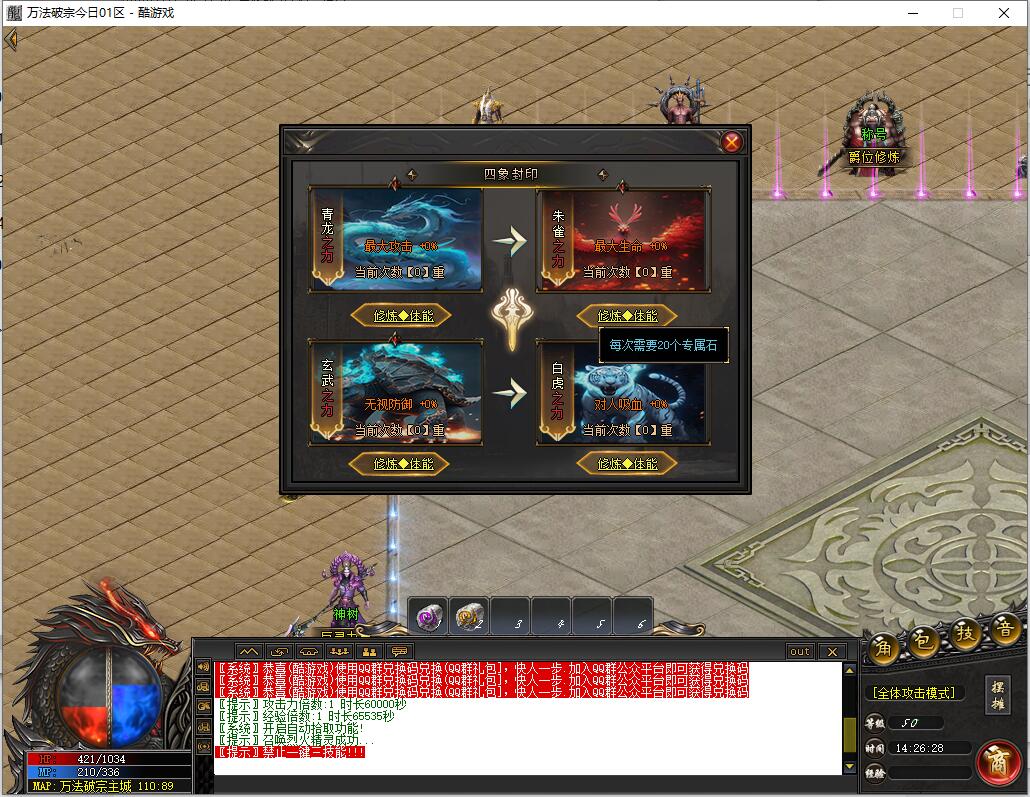 万法破宗今日01区 - 酷游戏
称号
爵位修炼
四象封印
青龙之力
最大攻击 +0%
当前次数【0】重
朱雀之力
最大生命 +0%
当前次数【0】重
修炼◆体能
修炼◆体能
每次需要20个专属石
玄武之力
无视防御 +0%
当前次数【0】重
白虎之力
对人吸血 +0%
当前次数【0】重
修炼◆体能
修炼◆体能
神树
2 3 4 5 6
out
〖系统〗恭喜(酷游戏)使用QQ群兑换码兑换(QQ群礼包]，快人一步 加入QQ群公众平台即可获得兑换码
〖系统〗恭喜(酷游戏)使用QQ群兑换码兑换(QQ群礼包]，快人一步 加入QQ群公众平台即可获得兑换码
〖系统〗恭喜(酷游戏)使用QQ群兑换码兑换(QQ群礼包]，快人一步 加入QQ群公众平台即可获得兑换码
〖提示〗攻击力倍数:1 时长60000秒
〖提示〗经验倍数:1 时长65535秒
〖系统〗开启自动拾取功能!
〖提示〗召唤烈火精灵成功...
〖提示〗禁止一键三技能!!!
角 包 技 音
[全体攻击模式]
摆摊
等级 50
时间 14:26:28
经验
商
HP: 421/1034
MP: 210/336
MAP:万法破宗主城 110:89